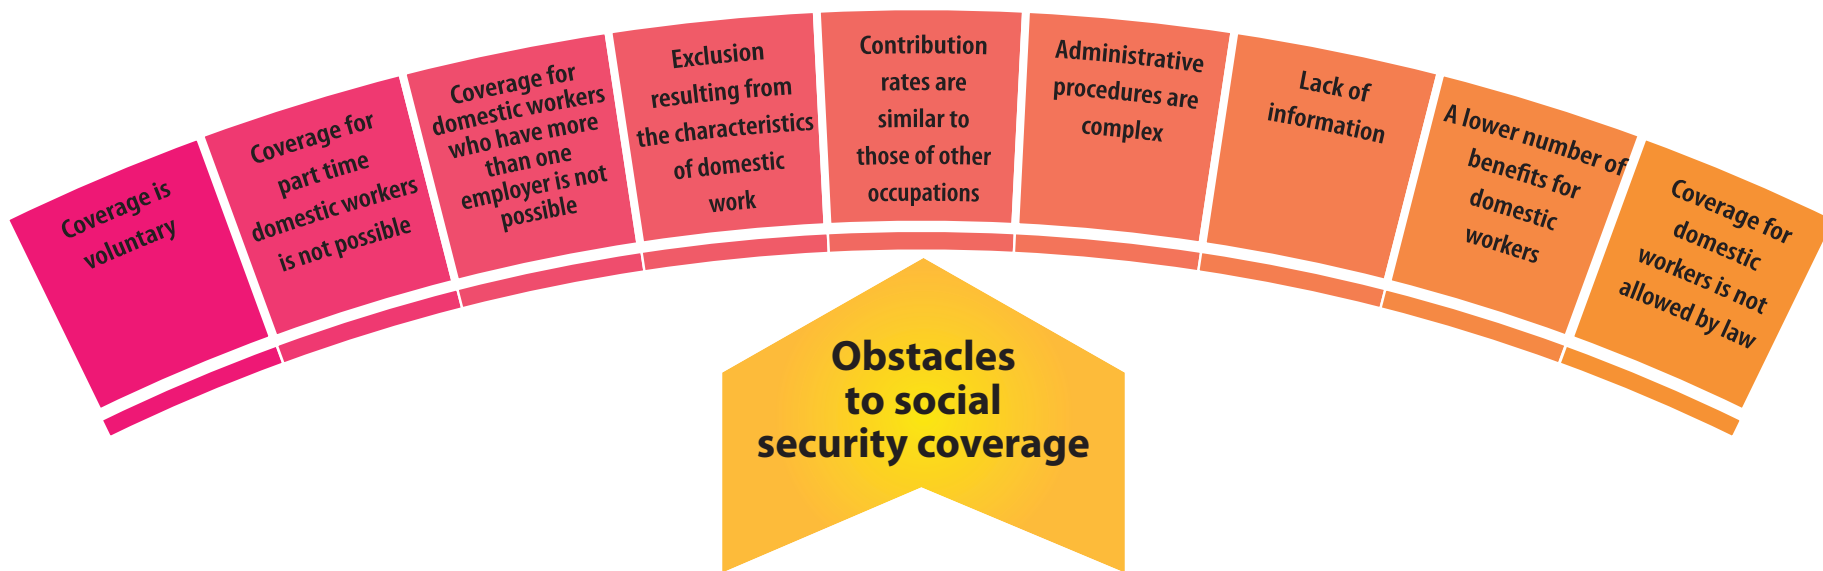 Coverage is
voluntary
Coverage for
part time
domestic workers
is not possible
Coverage for
domestic workers
who have more
than one
employer is not
possible
Exclusion
resulting from
the characteristics
of domestic
work
Contribution
rates are
similar to
those of other
occupations
Administrative
procedures are
complex
Lack of
information
A lower number of
benefits for
domestic
workers
Coverage for
domestic
workers is not
allowed by law
Obstacles
to social
security coverage